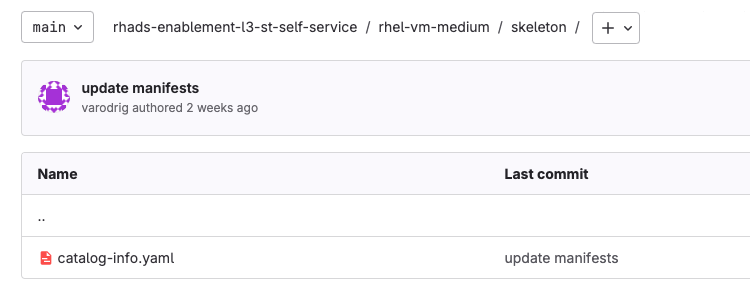 main rhads-enablement-l3-st-self-service / rhel-vm-medium / skeleton / +
update manifests
varodrig authored 2 weeks ago
Name Last commit
..
catalog-info.yaml update manifests